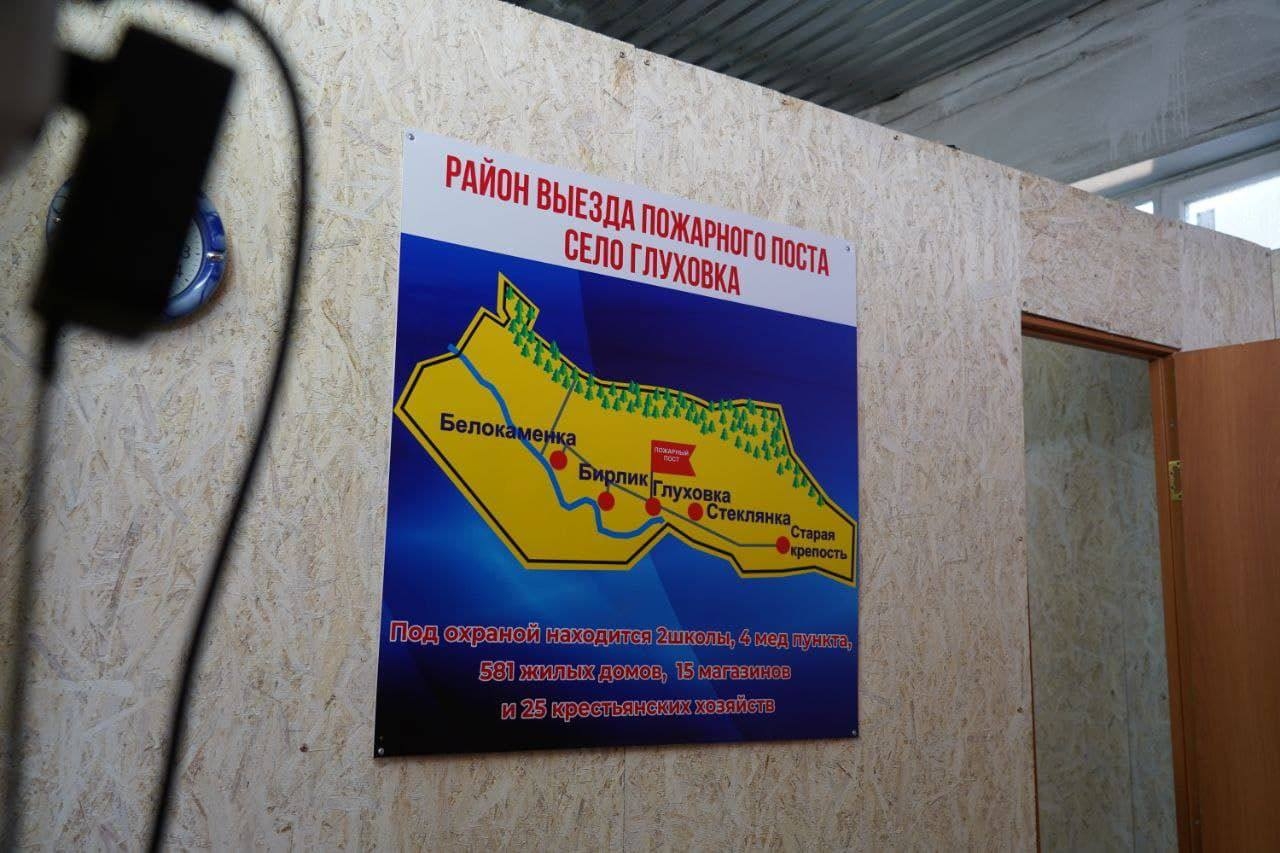 РАЙОН ВЫЕЗДА ПОЖАРНОГО ПОСТА
СЕЛО ГЛУХОВКА
Белокаменка
ПОЖАРНЫЙ
ПОСТ
Бирлик
Глуховка
Стеклянка
Старая
крепость
Под охраной находится 2школы, 4 мед пункта,
581 жилых домов, 15 магазинов
и 25 крестьянских хозяйств